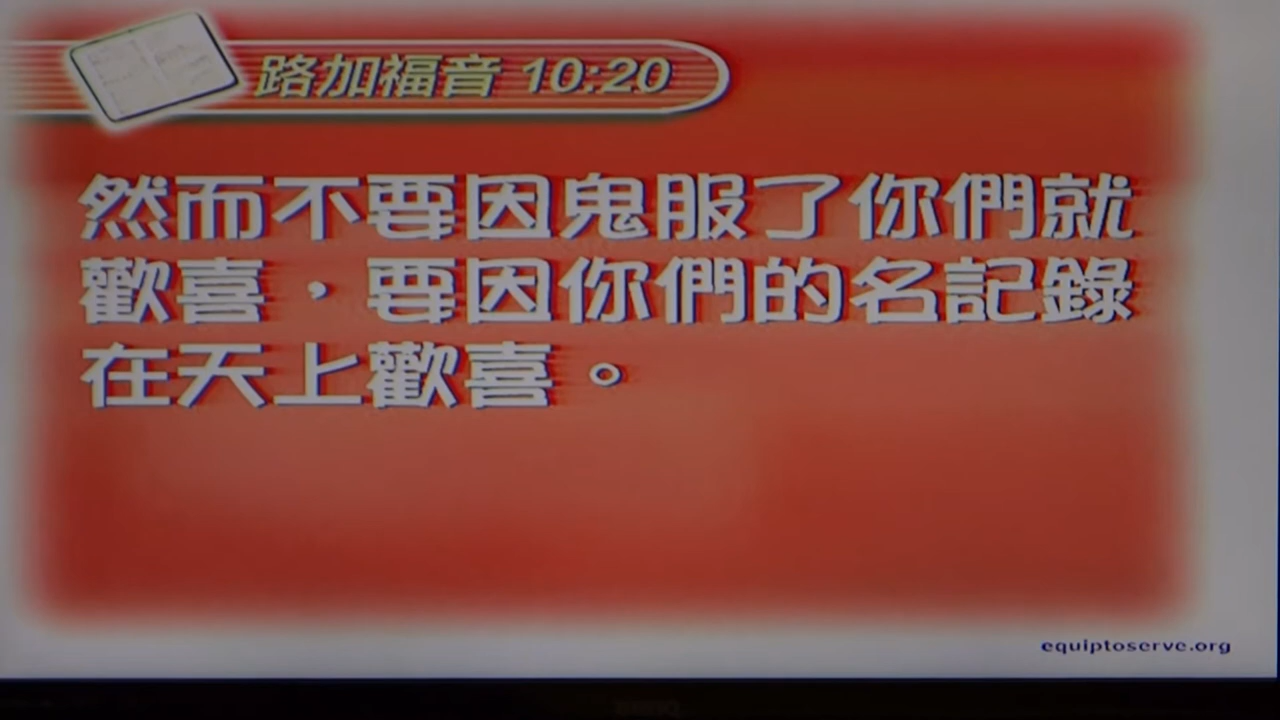 路加福音 10:20
然而不要因鬼服了你們就
歡喜，要因你們的名記錄
在天上歡喜。
equiptoserve.org